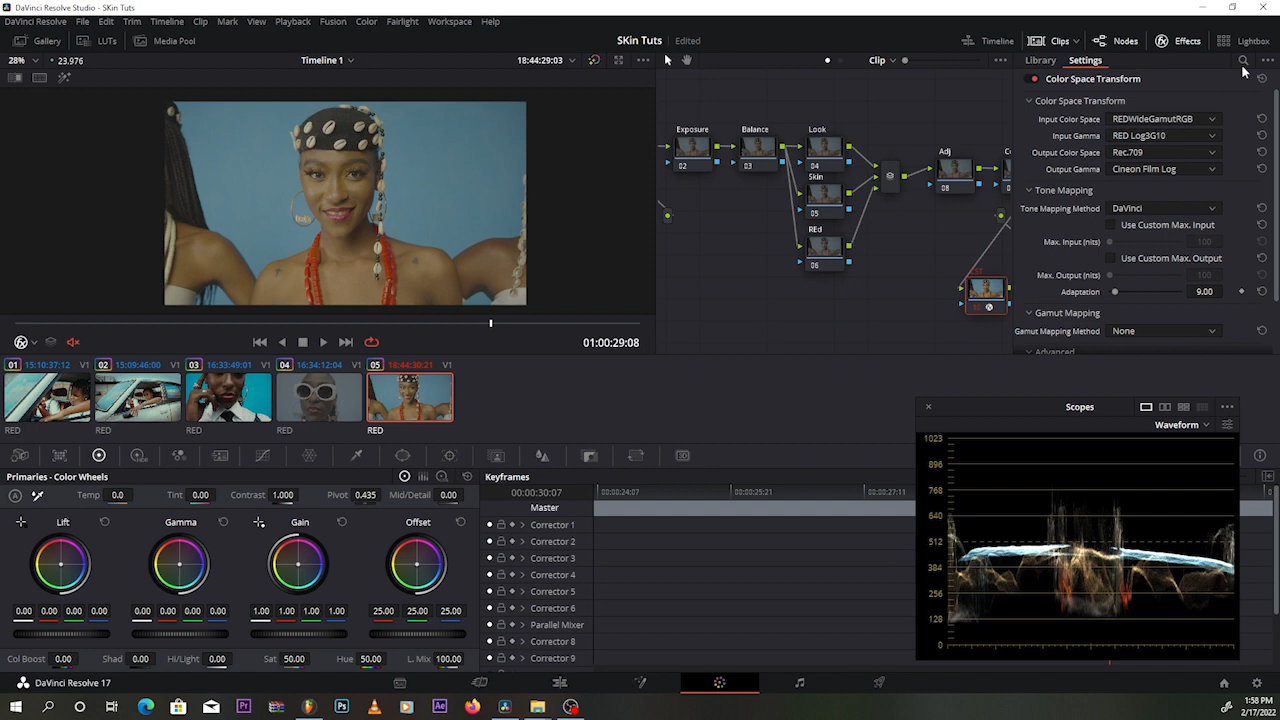 DaVinci Resolve Studio - SKin Tuts
DaVinci Resolve File Edit Trim Timeline Clip Mark View Playback Fusion Color Fairlight Workspace Help
Gallery LUTs Media Pool SKin Tuts Edited Timeline Clips Nodes Effects Lightbox
28% 23.976 Timeline 1 18:44:29:03 Clip Library Settings
Color Space Transform
Color Space Transform
Input Color Space REDWideGamutRGB
Input Gamma RED Log3G10
Output Color Space Rec.709
Output Gamma Cineon Film Log
Tone Mapping
Tone Mapping Method DaVinci
Use Custom Max. Input
Max. Input (nits) 100
Use Custom Max. Output
Max. Output (nits) 100
Adaptation 9.00
Gamut Mapping
Gamut Mapping Method None
Advanced
Exposure Balance Look
02 03 04
Skin
05
REd
06
Adj
08
01:00:29:08
01 15:10:37:12 V1 02 15:09:46:00 V1 03 16:33:49:01 V1 04 16:34:12:04 V1 05 18:44:30:21 V1
RED RED RED RED RED
Primaries - Color Wheels
Temp 0.0 Tint 0.00 Contrast 1.000 Pivot 0.435 Mid/Detail 0.00
Lift Gamma Gain Offset
0.00 0.00 0.00 0.00 0.00 0.00 0.00 0.00 1.00 1.00 1.00 1.00 25.00 25.00 25.00
Col Boost 0.00 Shad 0.00 Hi/Light 0.00 Sat 50.00 Hue 50.00 L. Mix 100.00
Keyframes
00:00:30:07 00:00:24:07 00:00:25:21 00:00:27:11
Master
Corrector 1
Corrector 2
Corrector 3
Corrector 4
Corrector 5
Corrector 6
Parallel Mixer
Corrector 8
Corrector 9
Scopes
Waveform
1023
896
768
640
512
384
256
128
0
DaVinci Resolve 17
Pr Ps Ae
1:58 PM
2/17/2022